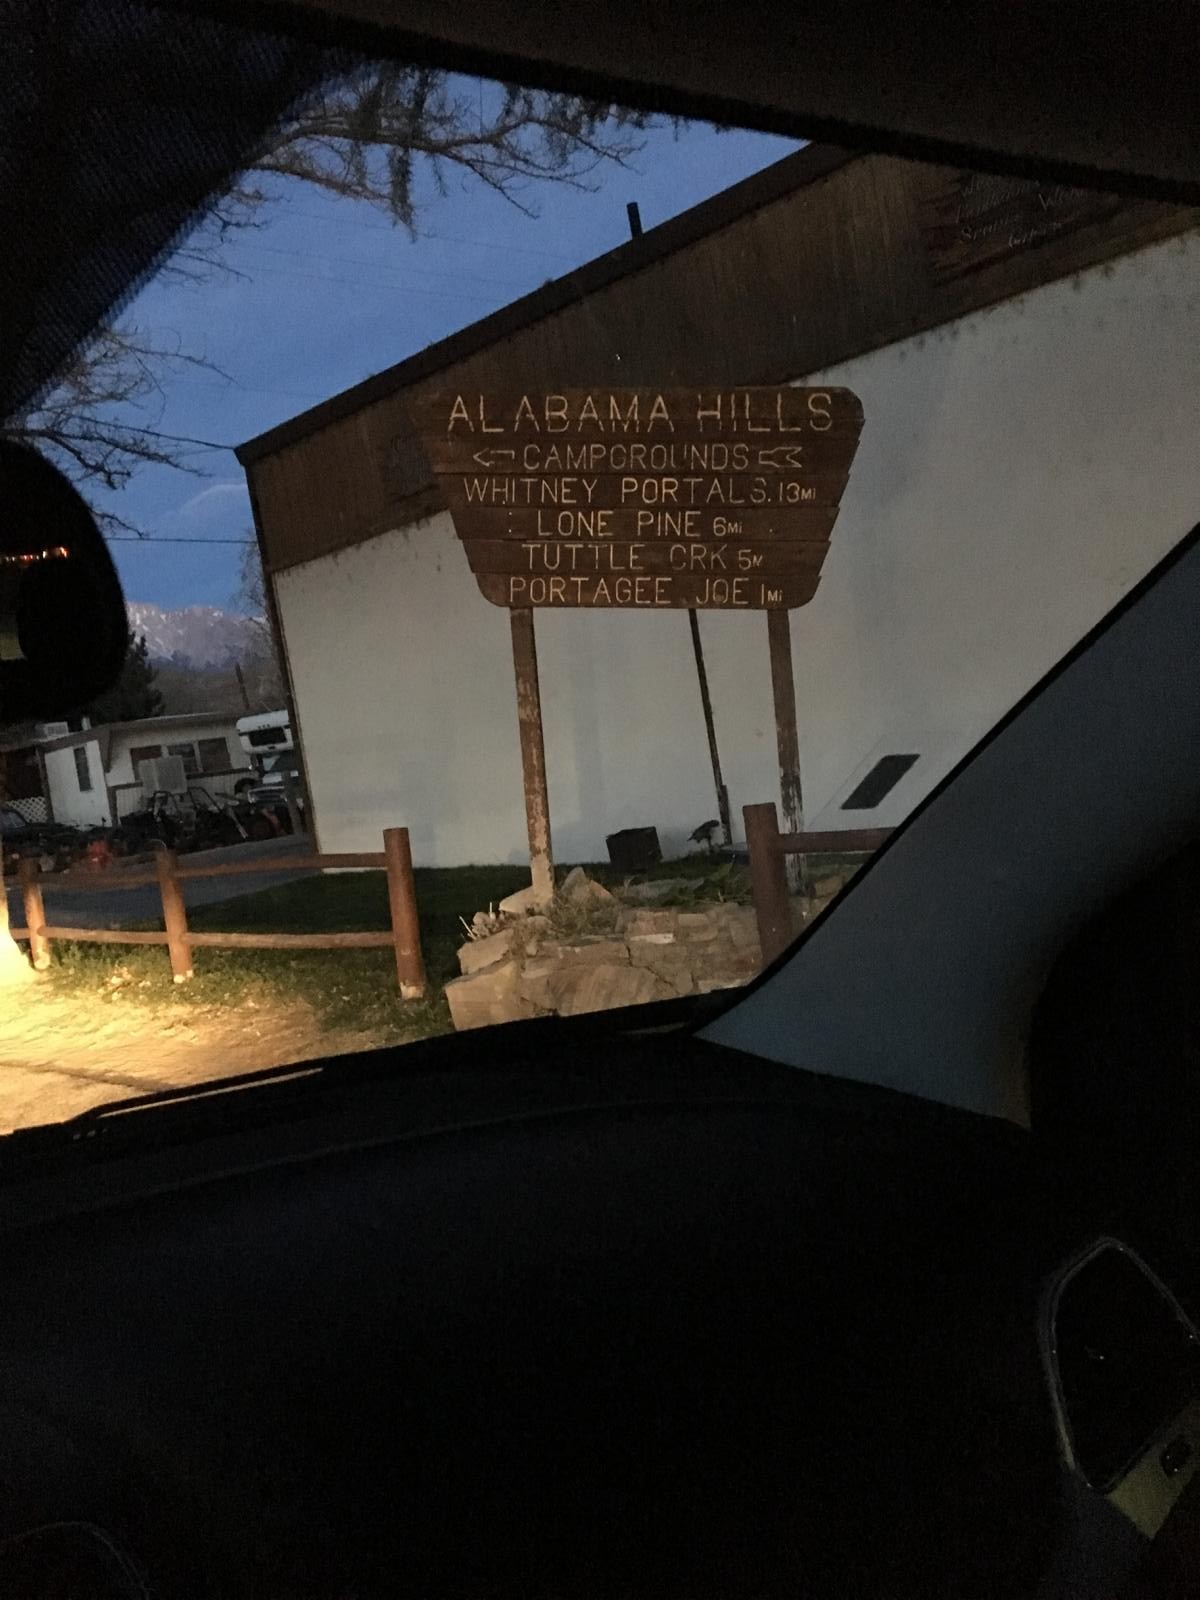 ALABAMA HILLS
CAMPGROUNDS
WHITNEY PORTALS 13MI
LONE PINE 6MI
TUTTLE CRK 5M
PORTAGEE JOE 1MI